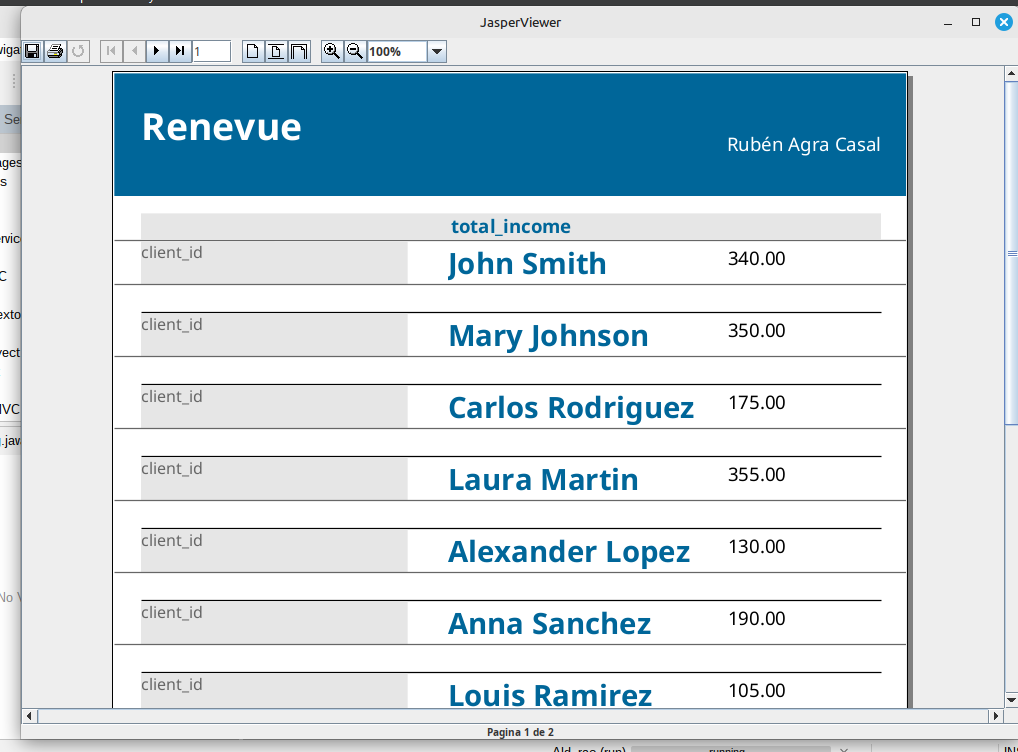 JasperViewer
1 100%
Renevue
Rubén Agra Casal
total_income
client_id John Smith 340.00
client_id Mary Johnson 350.00
client_id Carlos Rodriguez 175.00
client_id Laura Martin 355.00
client_id Alexander Lopez 130.00
client_id Anna Sanchez 190.00
client_id Louis Ramirez 105.00
Pagina 1 de 2
running